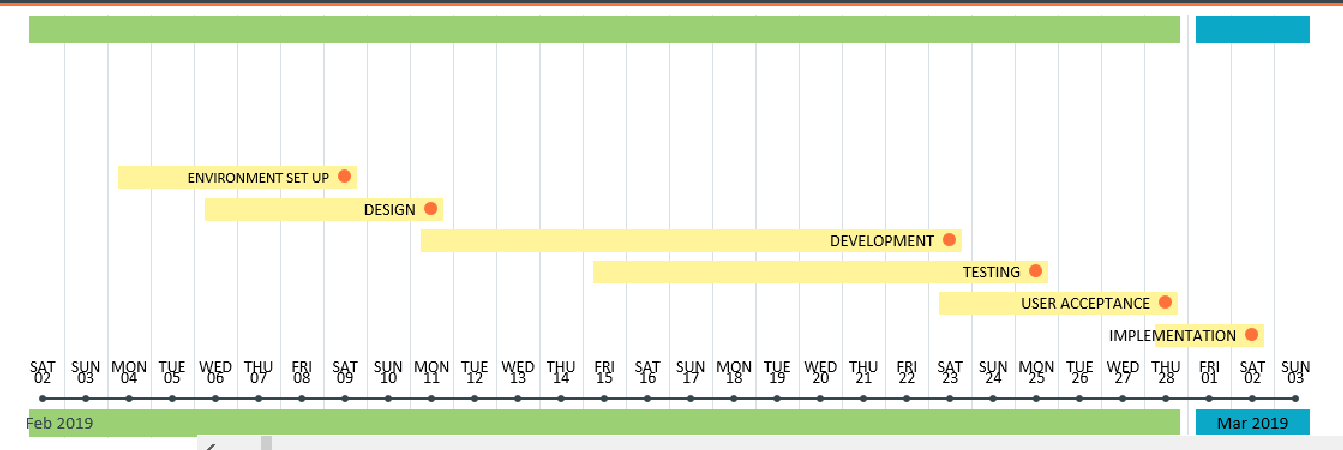 ENVIRONMENT SET UP
DESIGN
DEVELOPMENT
TESTING
USER ACCEPTANCE
IMPLEMENTATION
SAT SUN MON TUE WED THU FRI SAT SUN MON TUE WED THU FRI SAT SUN MON TUE WED THU FRI SAT SUN MON TUE WED THU FRI SAT SUN
02 03 04 05 06 07 08 09 10 11 12 13 14 15 16 17 18 19 20 21 22 23 24 25 26 27 28 01 02 03
Feb 2019 Mar 2019